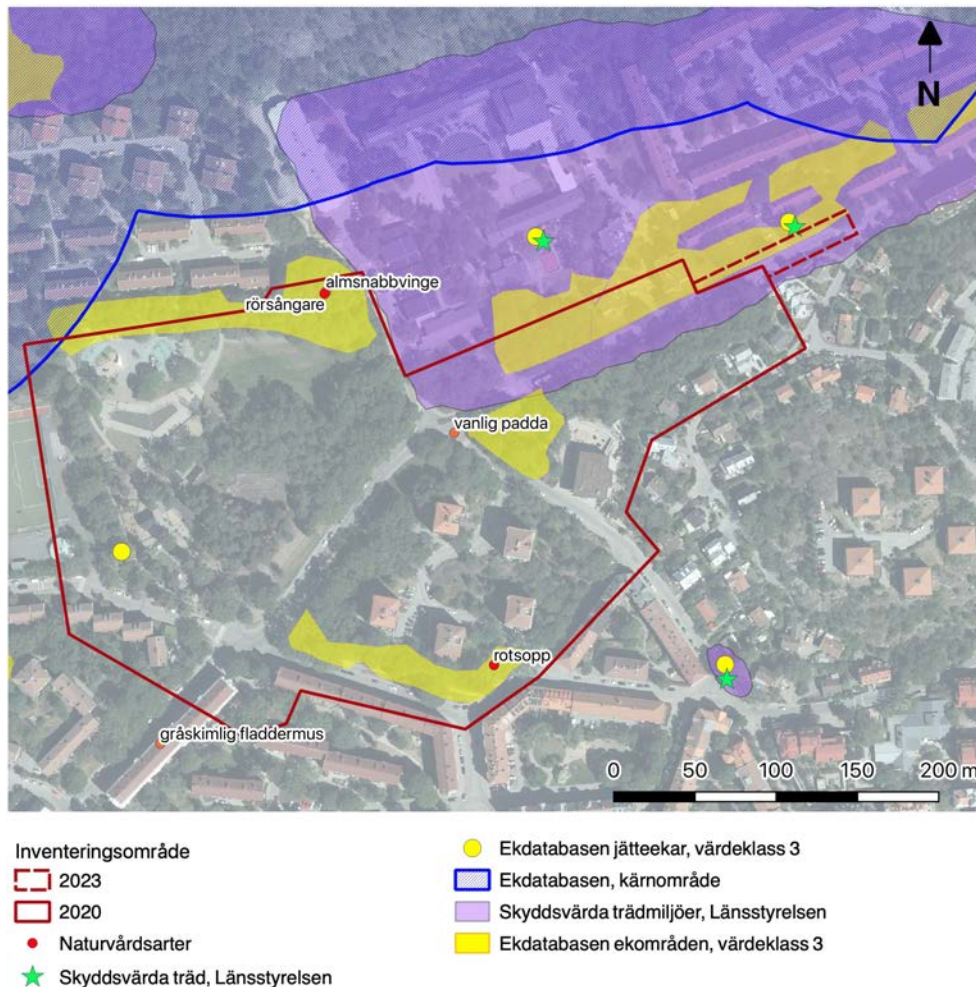 N
almsnabbvinge
rörsångare
vanlig padda
rotsopp
gråskimlig fladdermus
0 50 100 150 200 m
Inventeringsområde
2023
2020
Naturvårdsarter
Skyddsvärda träd, Länsstyrelsen
Ekdatabasen jätteekar, värdeklass 3
Ekdatabasen, kärnområde
Skyddsvärda trädmiljöer, Länsstyrelsen
Ekdatabasen ekområden, värdeklass 3